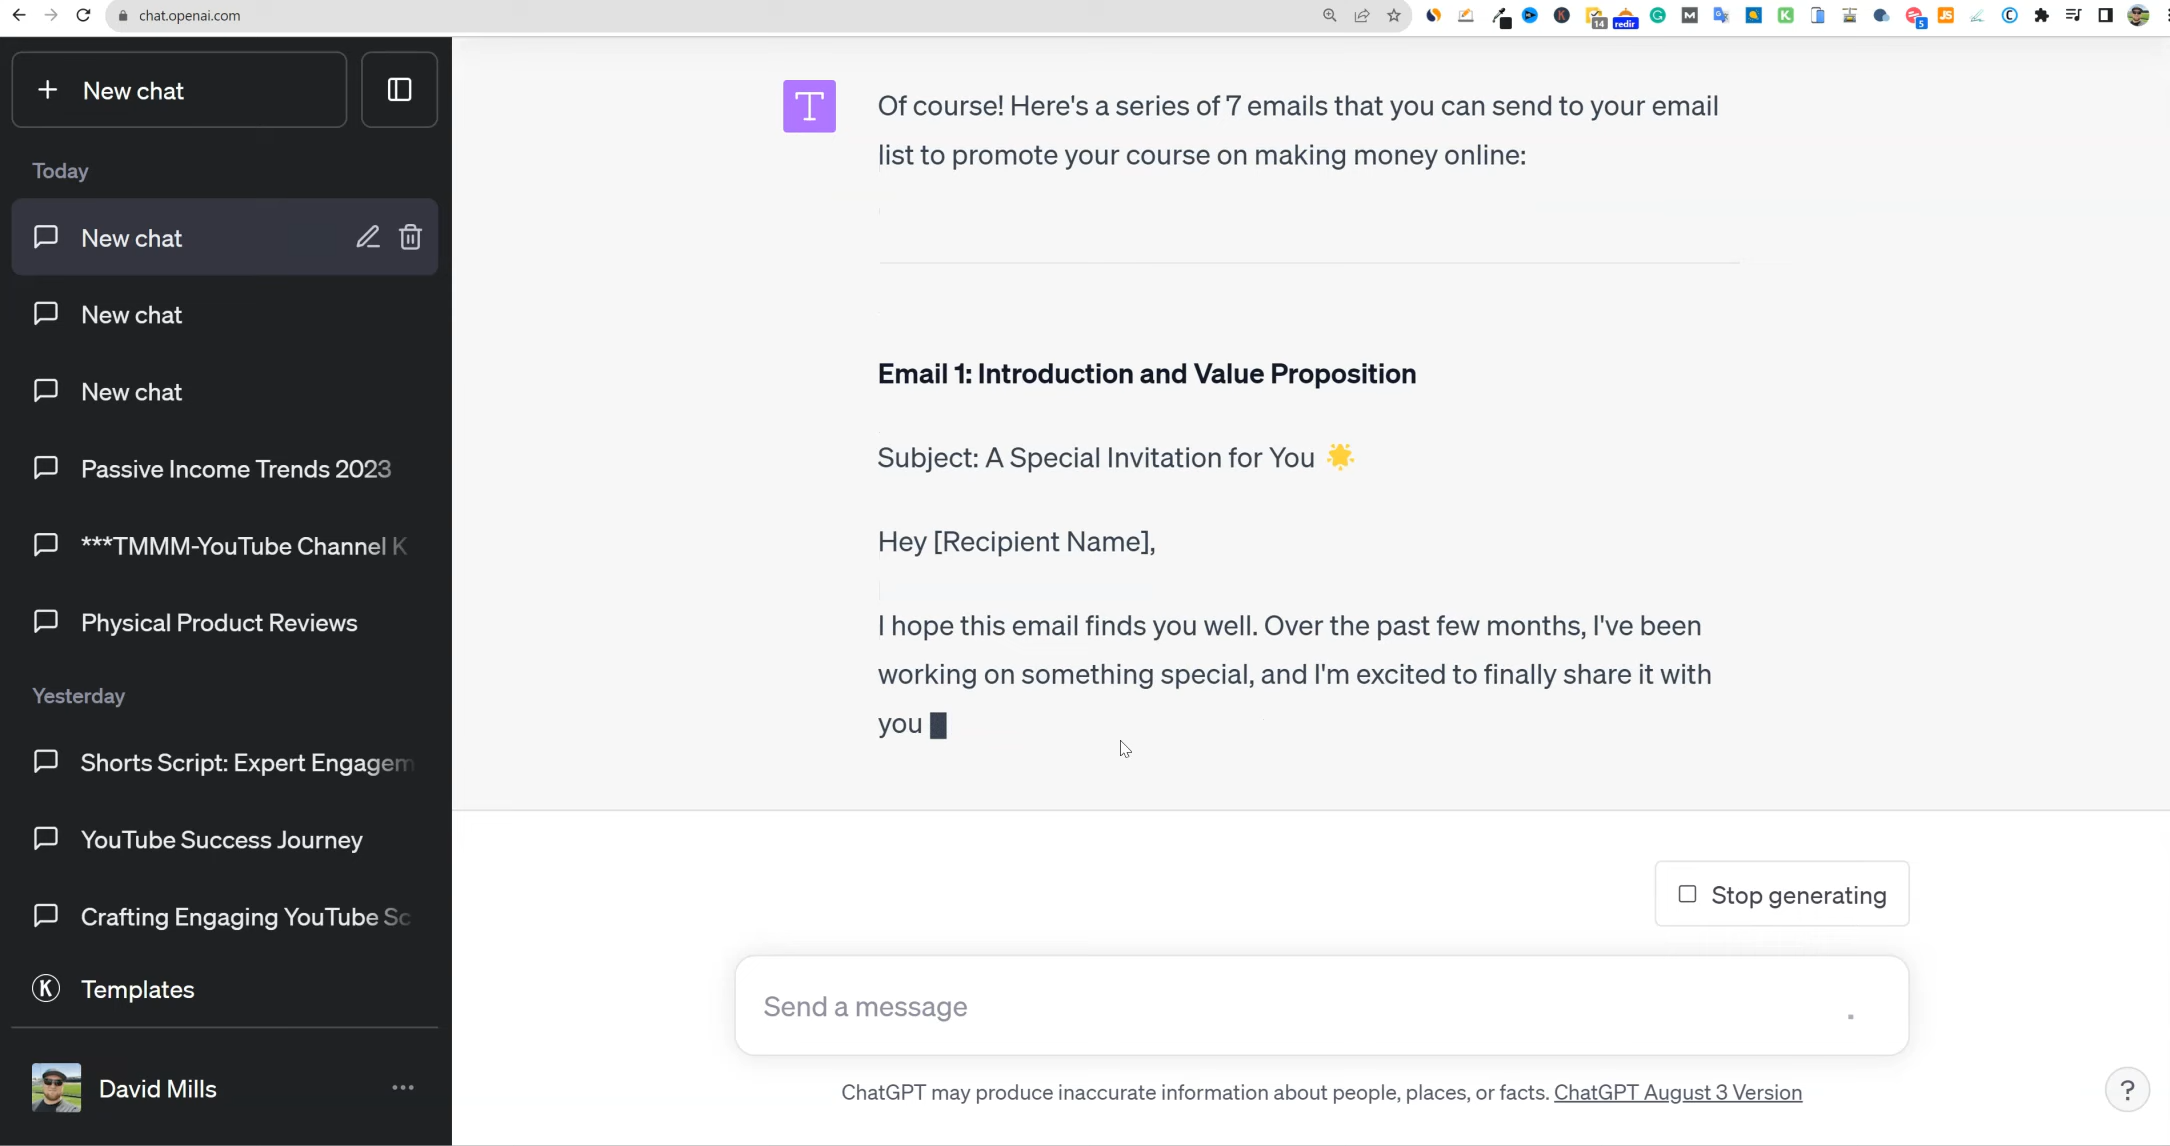 chat.openai.com
14
redir
G
M
K
5
JS
C
New chat
Today
New chat
New chat
New chat
Passive Income Trends 2023
***TMMM-YouTube Channel K
Physical Product Reviews
Yesterday
Shorts Script: Expert Engagem
YouTube Success Journey
Crafting Engaging YouTube Sc
K Templates
David Mills
T
Of course! Here's a series of 7 emails that you can send to your email
list to promote your course on making money online:
Email 1: Introduction and Value Proposition
Subject: A Special Invitation for You 🌟
Hey [Recipient Name],
I hope this email finds you well. Over the past few months, I've been
working on something special, and I'm excited to finally share it with
you
Stop generating
Send a message
ChatGPT may produce inaccurate information about people, places, or facts. ChatGPT August 3 Version
?